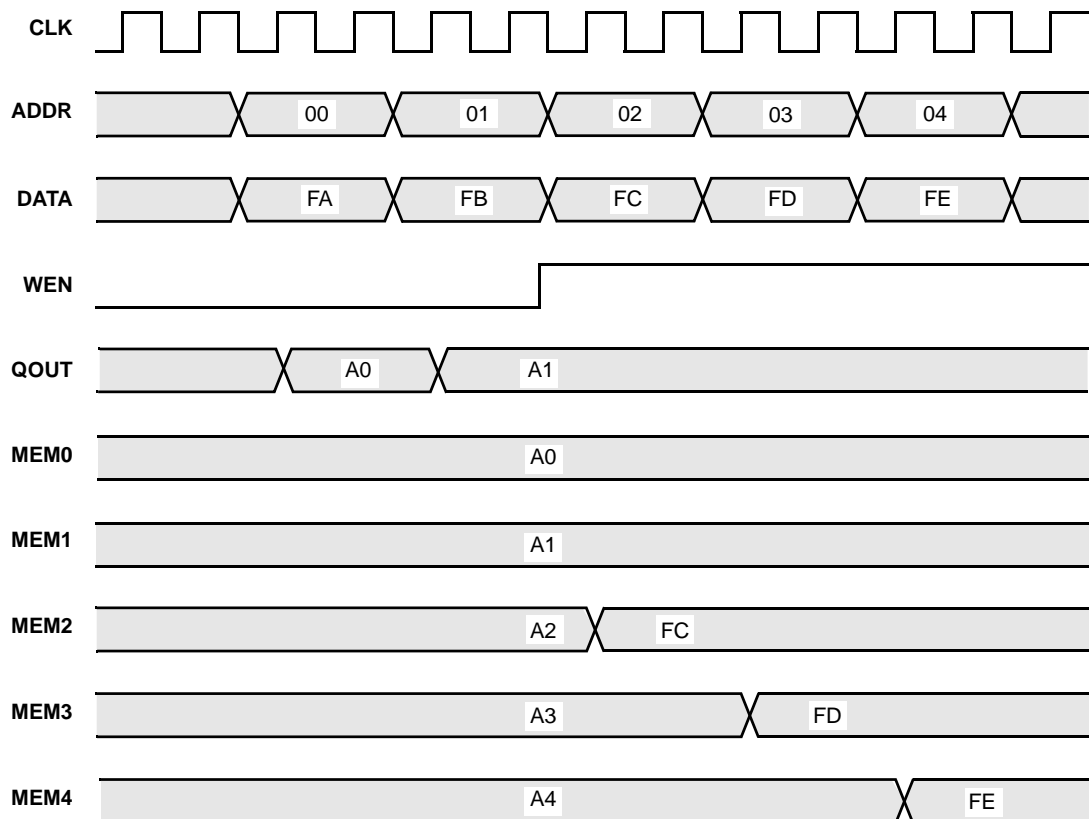 CLK
ADDR 00 01 02 03 04
DATA FA FB FC FD FE
WEN
QOUT A0 A1
MEM0 A0
MEM1 A1
MEM2 A2 FC
MEM3 A3 FD
MEM4 A4 FE